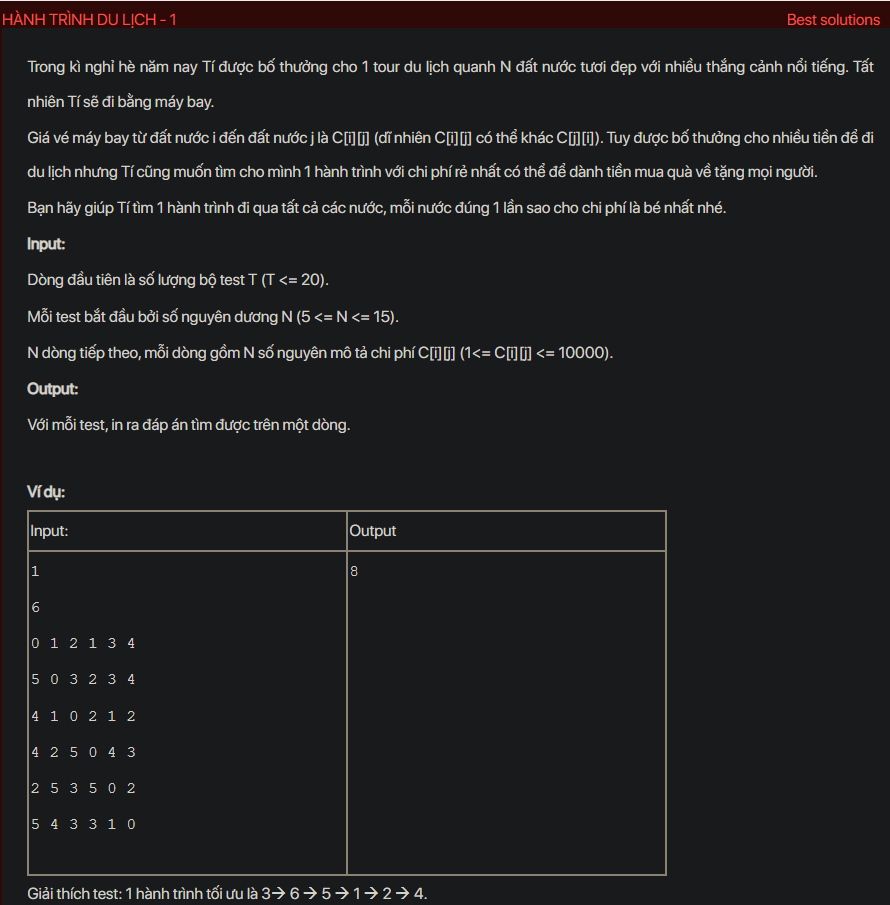 HÀNH TRÌNH DU LỊCH - 1 Best solutions
Trong kì nghỉ hè năm nay Tí được bố thưởng cho 1 tour du lịch quanh N đất nước tươi đẹp với nhiều thắng cảnh nổi tiếng. Tất
nhiên Tí sẽ đi bằng máy bay.
Giá vé máy bay từ đất nước i đến đất nước j là C[i][j] (dĩ nhiên C[i][j] có thể khác C[j][i]). Tuy được bố thưởng cho nhiều tiền để đi
du lịch nhưng Tí cũng muốn tìm cho mình 1 hành trình với chi phí rẻ nhất có thể để dành tiền mua quà về tặng mọi người.
Bạn hãy giúp Tí tìm 1 hành trình đi qua tất cả các nước, mỗi nước đúng 1 lần sao cho chi phí là bé nhất nhé.
Input:
Dòng đầu tiên là số lượng bộ test T (T <= 20).
Mỗi test bắt đầu bởi số nguyên dương N (5 <= N <= 15).
N dòng tiếp theo, mỗi dòng gồm N số nguyên mô tả chi phí C[i][j] (1<= C[i][j] <= 10000).
Output:
Với mỗi test, in ra đáp án tìm được trên một dòng.
Ví dụ:
Input: Output
1 8
6
0 1 2 1 3 4
5 0 3 2 3 4
4 1 0 2 1 2
4 2 5 0 4 3
2 5 3 5 0 2
5 4 3 3 1 0
Giải thích test: 1 hành trình tối ưu là 3→ 6 → 5 → 1 → 2 → 4.